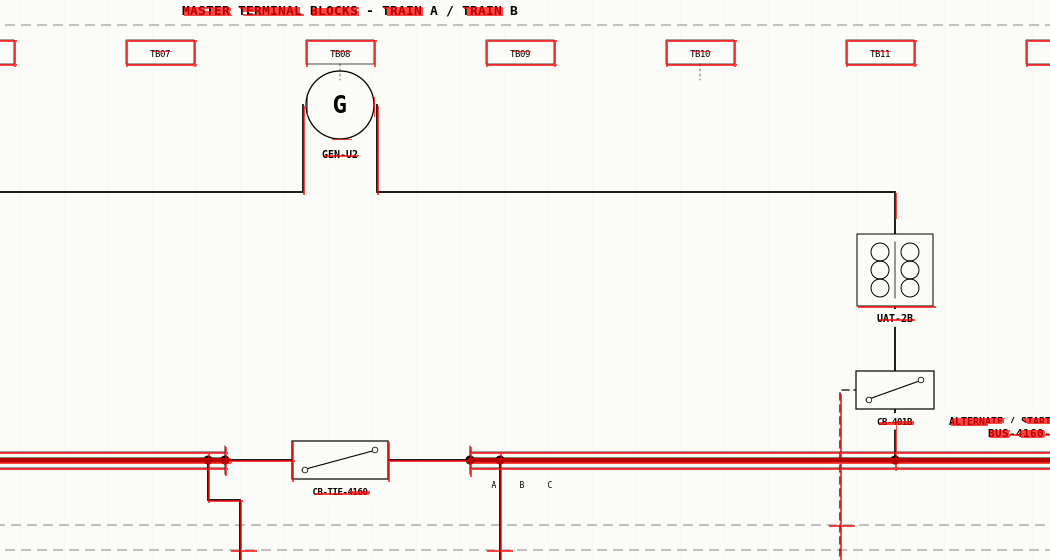 MASTER TERMINAL BLOCKS - TRAIN A / TRAIN B
TB07 TB08 TB09 TB10 TB11
G
GEN-U2
UAT-2B
CB-401B
ALTERNATE / START
BUS-4160-
CB-TIE-4160
A B C